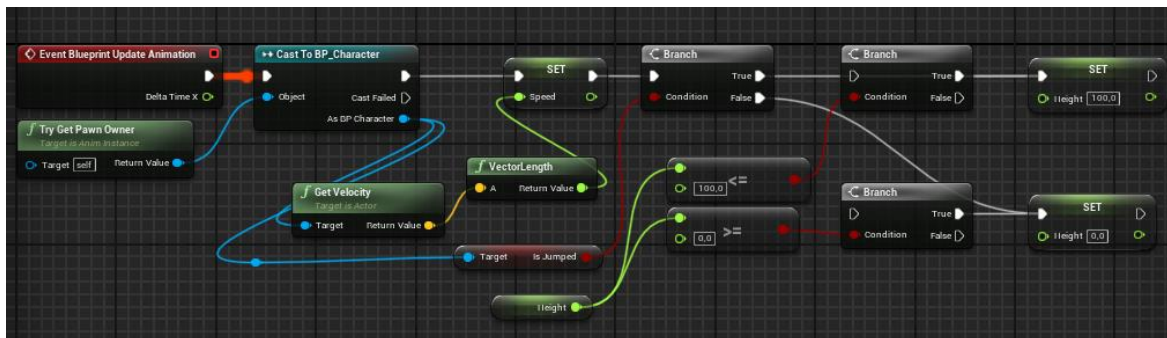 Event Blueprint Update Animation
Delta Time X
Try Get Pawn Owner
Target is Anim Instance
Target self
Return Value
Cast To BP_Character
Object
Cast Failed
As BP Character
Get Velocity
Target is Actor
Target
Return Value
SET
Speed
VectorLength
A
Return Value
Target
Is Jumped
Height
Branch
True
Condition
False
100,0
<=
0,0
>=
Branch
True
Condition
False
Branch
True
Condition
False
SET
Height 100,0
SET
Height 0,0